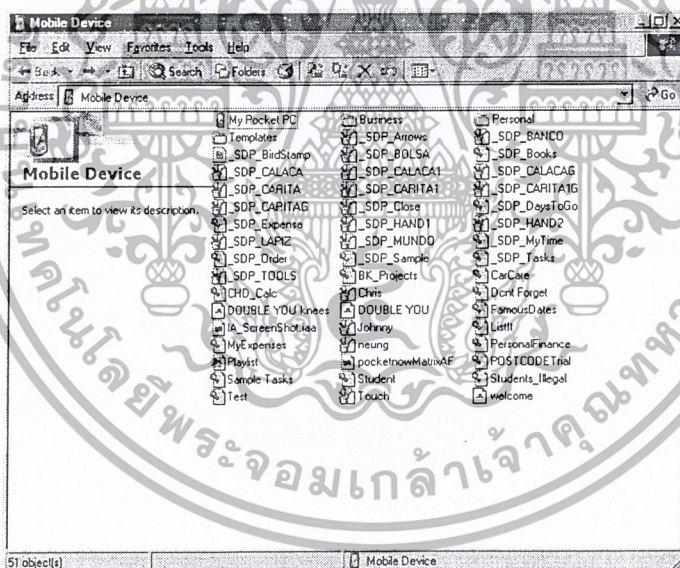 Mobile Device
File Edit View Favorites Tools Help
Back Search Folders
Address Mobile Device Go
Mobile Device
Select an item to view its description.
My Pocket PC Business Personal
Templates _SDP_Arrows _SDP_BANCO
_SDP_BirdStamp _SDP_BOLSA _SDP_Books
_SDP_CALACA _SDP_CALACA1 _SDP_CALACAG
_SDP_CARITA _SDP_CARITA1 _SDP_CARITA1G
_SDP_CARITAG _SDP_Close _SDP_DaysToGo
_SDP_Expense _SDP_HAND1 _SDP_HAND2
_SDP_LAPIZ _SDP_MUNDO _SDP_MyTime
_SDP_Order _SDP_Sample _SDP_Tasks
_SDP_TOOLS BK_Projects CarCare
CHD_Calc Chris Dont Forget
DOUBLE YOU knees DOUBLE YOU FamousDates
IA_ScreenShot.iaa Johnny ListIt
MyExpenses neung PersonalFinance
Playlist pocketnowMatrixAF POSTCODETrial
Sample Tasks Student Students_Illegal
Test Touch welcome
51 object(s) Mobile Device